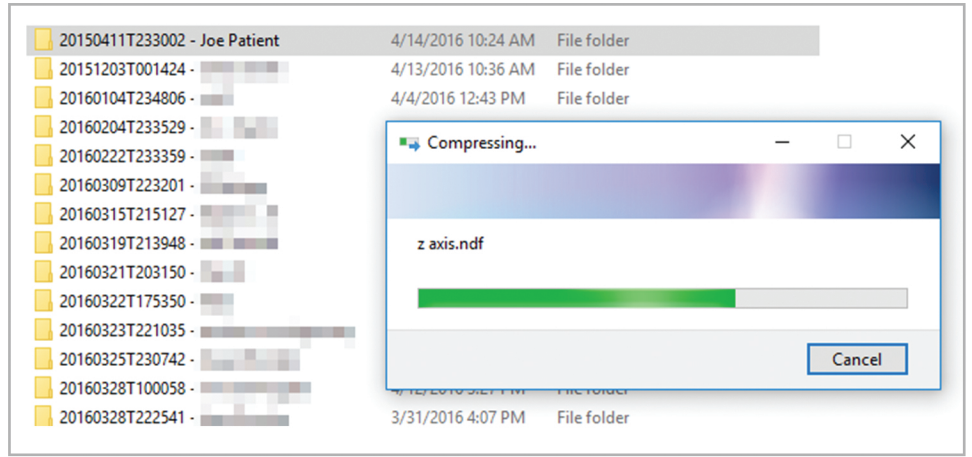 20150411T233002 - Joe Patient 4/14/2016 10:24 AM File folder
20151203T001424 - 4/13/2016 10:36 AM File folder
20160104T234806 - 4/4/2016 12:43 PM File folder
20160204T233529 -
Compressing...
20160222T233359 -
20160309T223201 -
20160315T215127 -
20160319T213948 -
z axis.ndf
20160321T203150 -
20160322T175350 -
20160323T221035 -
20160325T230742 -
Cancel
20160328T100058 - File folder
20160328T222541 - 3/31/2016 4:07 PM File folder